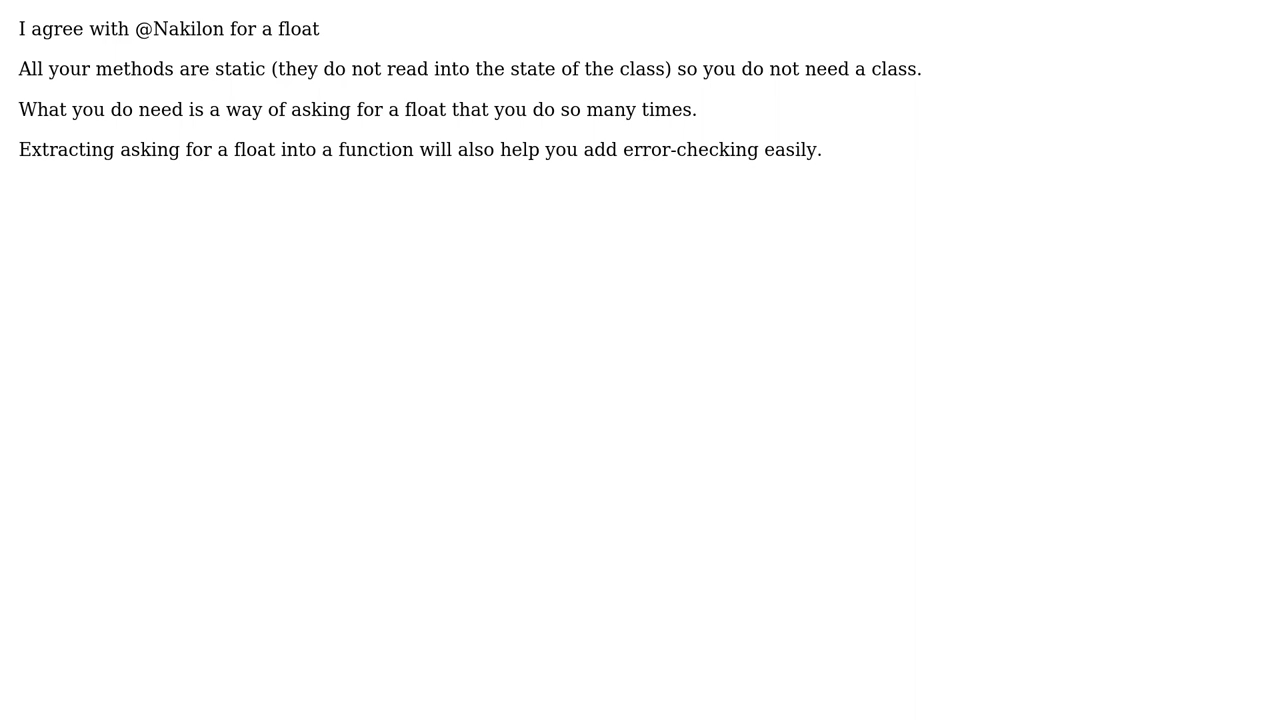 I agree with @Nakilon for a float
All your methods are static (they do not read into the state of the class) so you do not need a class.
What you do need is a way of asking for a float that you do so many times.
Extracting asking for a float into a function will also help you add error-checking easily.